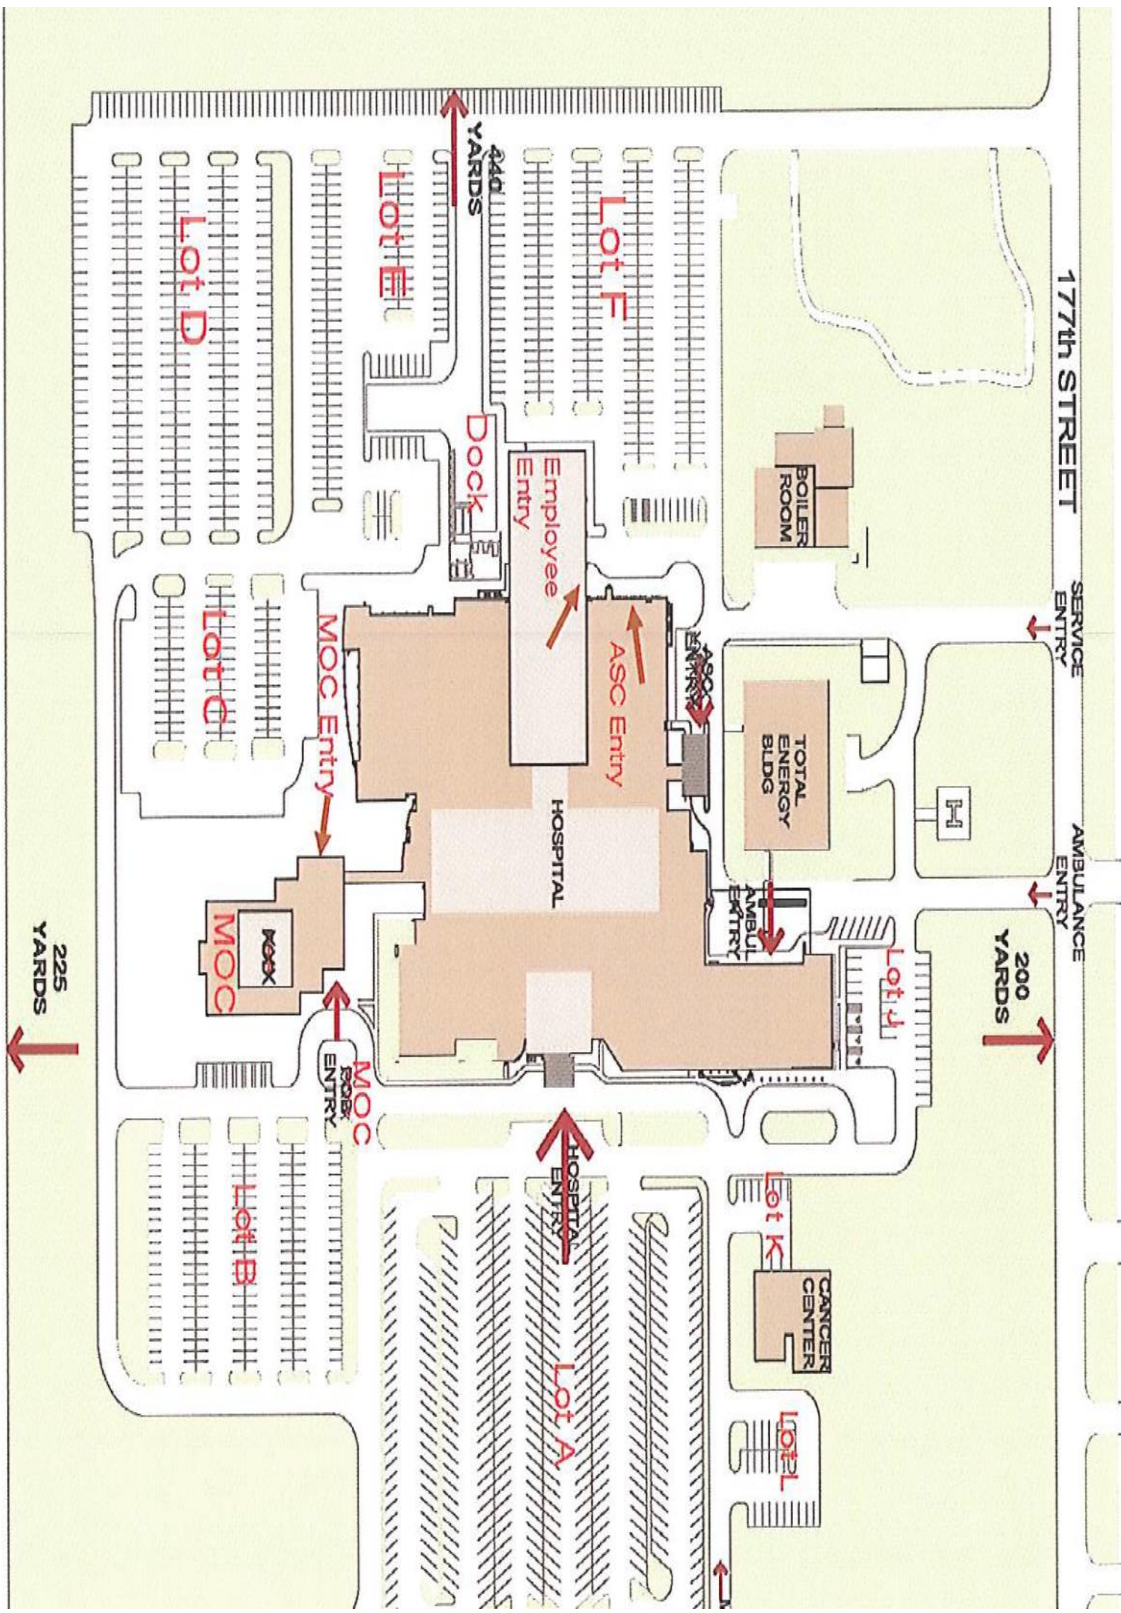 177th STREET
SERVICE
ENTRY
AMBULANCE
ENTRY
200
YARDS
H
BOILER
ROOM
TOTAL
ENERGY
BLDG
Lot J
CANCER
CENTER
Lot K
Lot L
AMBUL
ENTRY
ASC
ENTRY
Lot F
ASC Entry
Employee
Entry
HOSPITAL
HOSPITAL
ENTRY
Lot A
440
YARDS
Dock
Lot E
MOC Entry
MOC
ENTRY
Lot D
Lot C
MOC
Lot B
225
YARDS